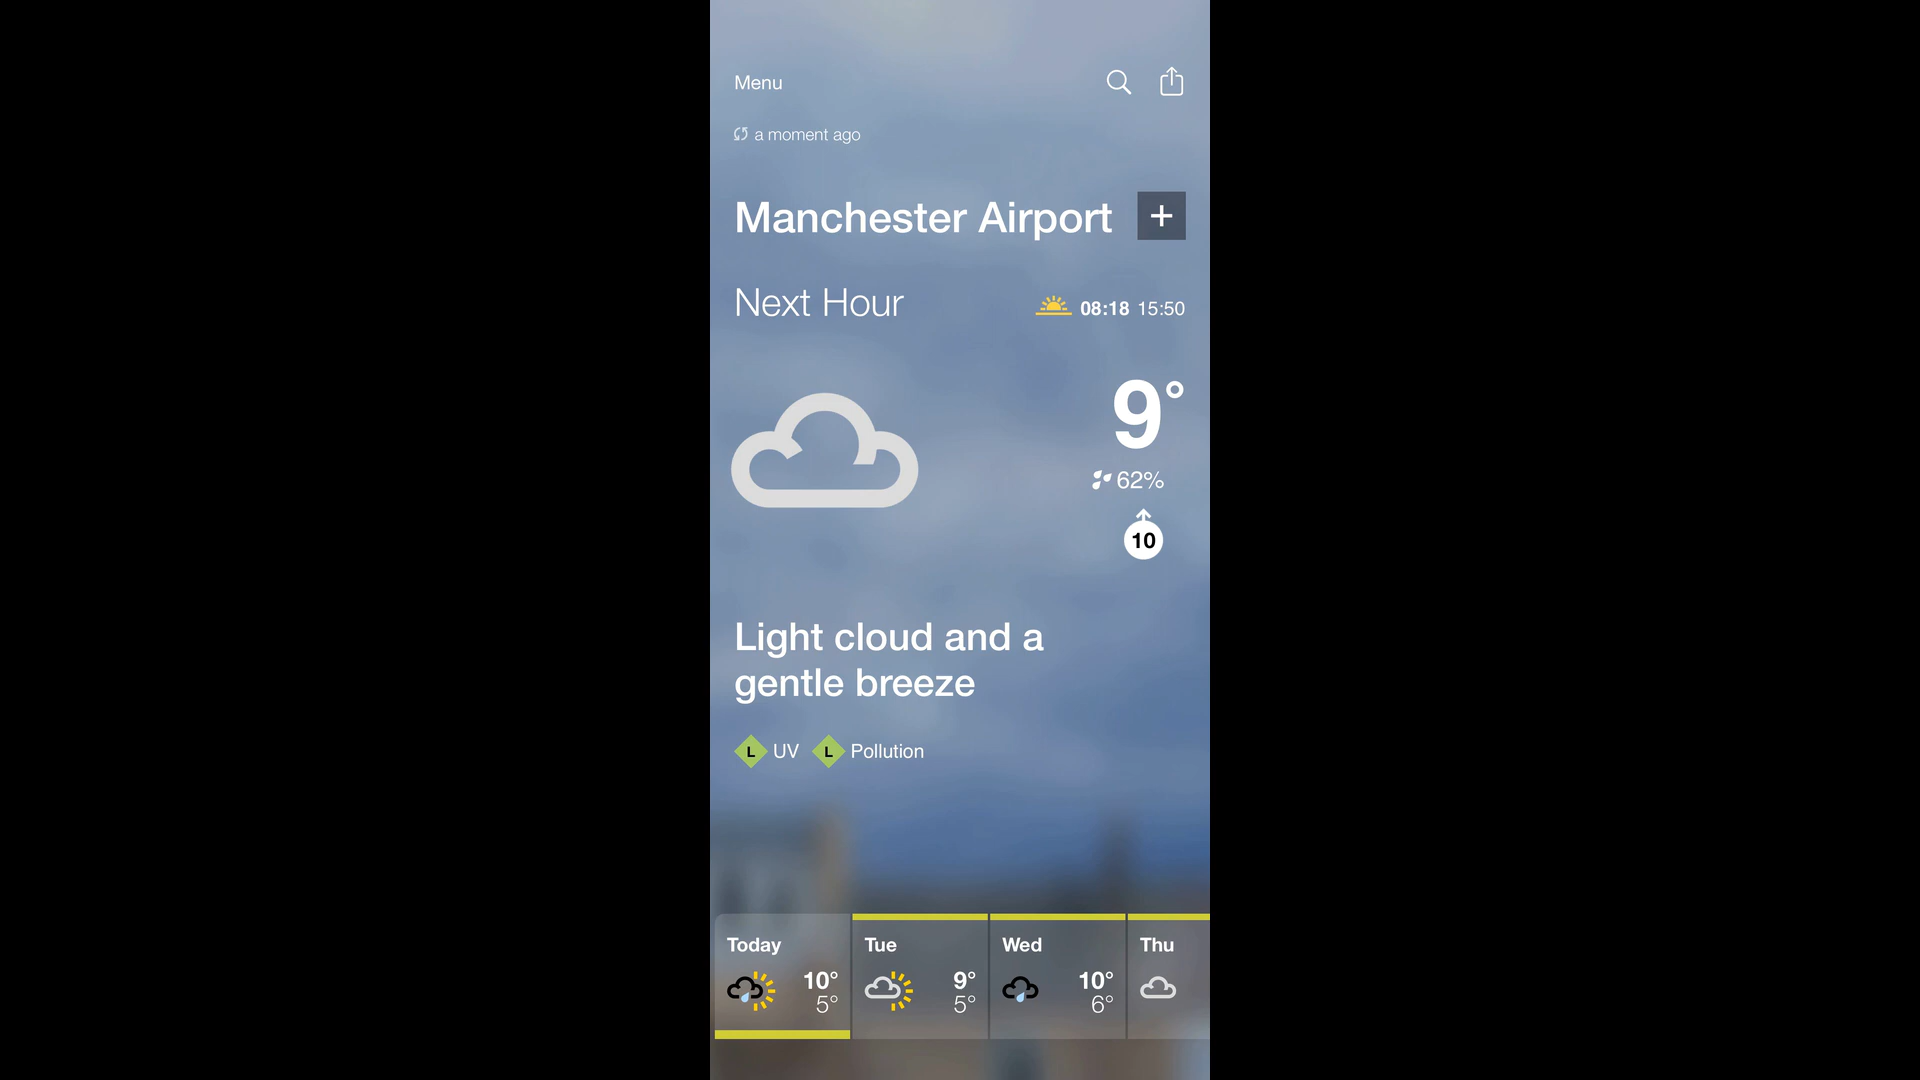 Menu
a moment ago
Manchester Airport +
Next Hour 08:18 15:50
9°
62%
10
Light cloud and a
gentle breeze
L UV L Pollution
Today Tue Wed Thu
10° 9° 10°
5° 5° 6°